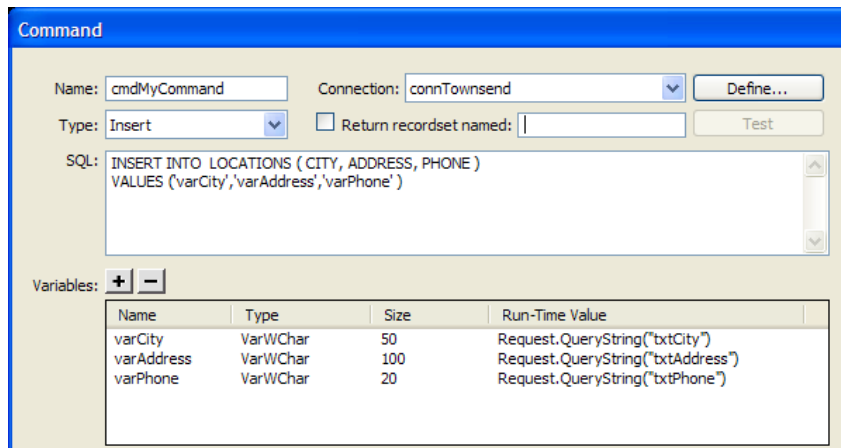 Command
Name: cmdMyCommand Connection: connTownsend Define...
Type: Insert Return recordset named: Test
SQL: INSERT INTO LOCATIONS ( CITY, ADDRESS, PHONE )
VALUES ('varCity','varAddress','varPhone' )
Variables: + −
Name Type Size Run-Time Value
varCity VarWChar 50 Request.QueryString("txtCity")
varAddress VarWChar 100 Request.QueryString("txtAddress")
varPhone VarWChar 20 Request.QueryString("txtPhone")